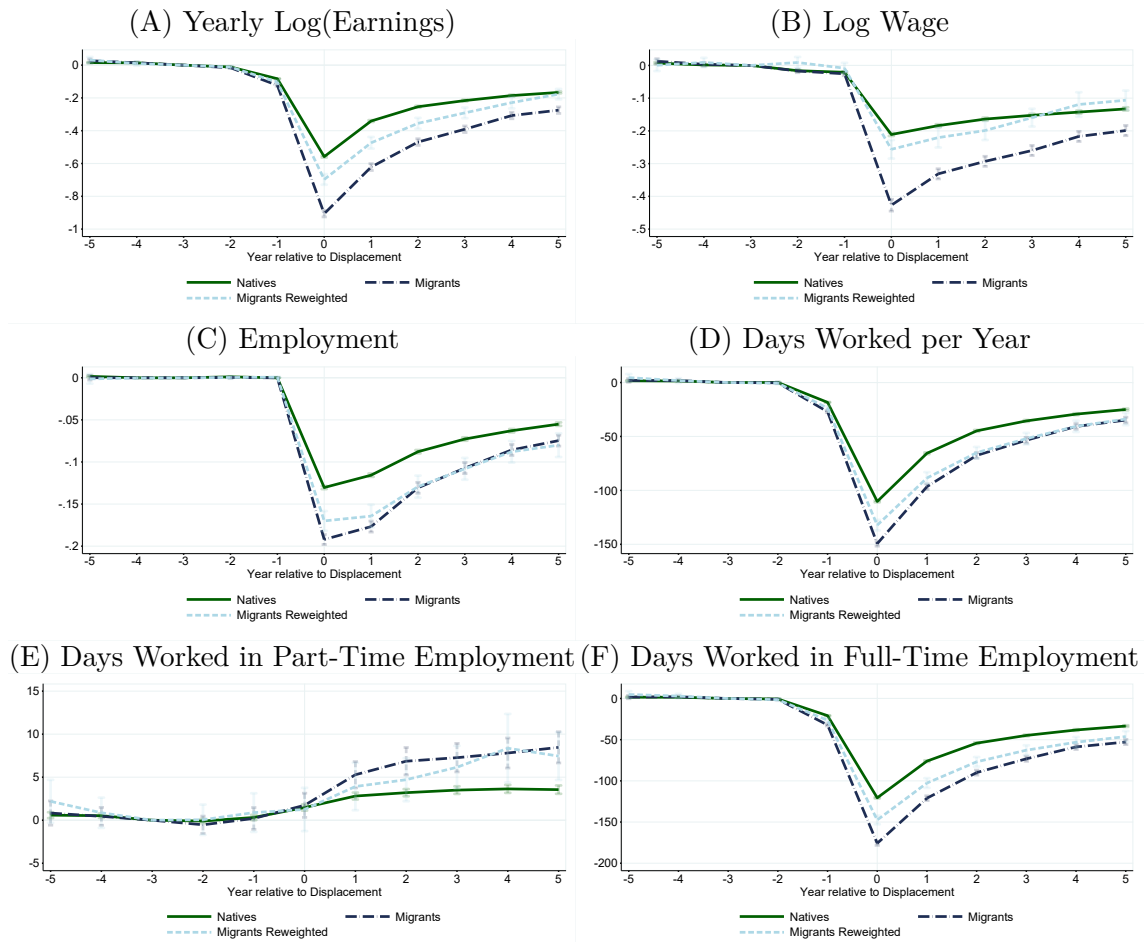 (A) Yearly Log(Earnings)
0
-.2
-.4
-.6
-.8
-1
-5 -4 -3 -2 -1 0 1 2 3 4 5
Year relative to Displacement
Natives Migrants
Migrants Reweighted
(B) Log Wage
0
-.1
-.2
-.3
-.4
-.5
-5 -4 -3 -2 -1 0 1 2 3 4 5
Year relative to Displacement
Natives Migrants
Migrants Reweighted
(C) Employment
0
-.05
-.1
-.15
-.2
-5 -4 -3 -2 -1 0 1 2 3 4 5
Year relative to Displacement
Natives Migrants
Migrants Reweighted
(D) Days Worked per Year
0
-50
-100
-150
-5 -4 -3 -2 -1 0 1 2 3 4 5
Year relative to Displacement
Natives Migrants
Migrants Reweighted
(E) Days Worked in Part-Time Employment
15
10
5
0
-5
-5 -4 -3 -2 -1 0 1 2 3 4 5
Year relative to Displacement
Natives Migrants
Migrants Reweighted
(F) Days Worked in Full-Time Employment
0
-50
-100
-150
-200
-5 -4 -3 -2 -1 0 1 2 3 4 5
Year relative to Displacement
Natives Migrants
Migrants Reweighted